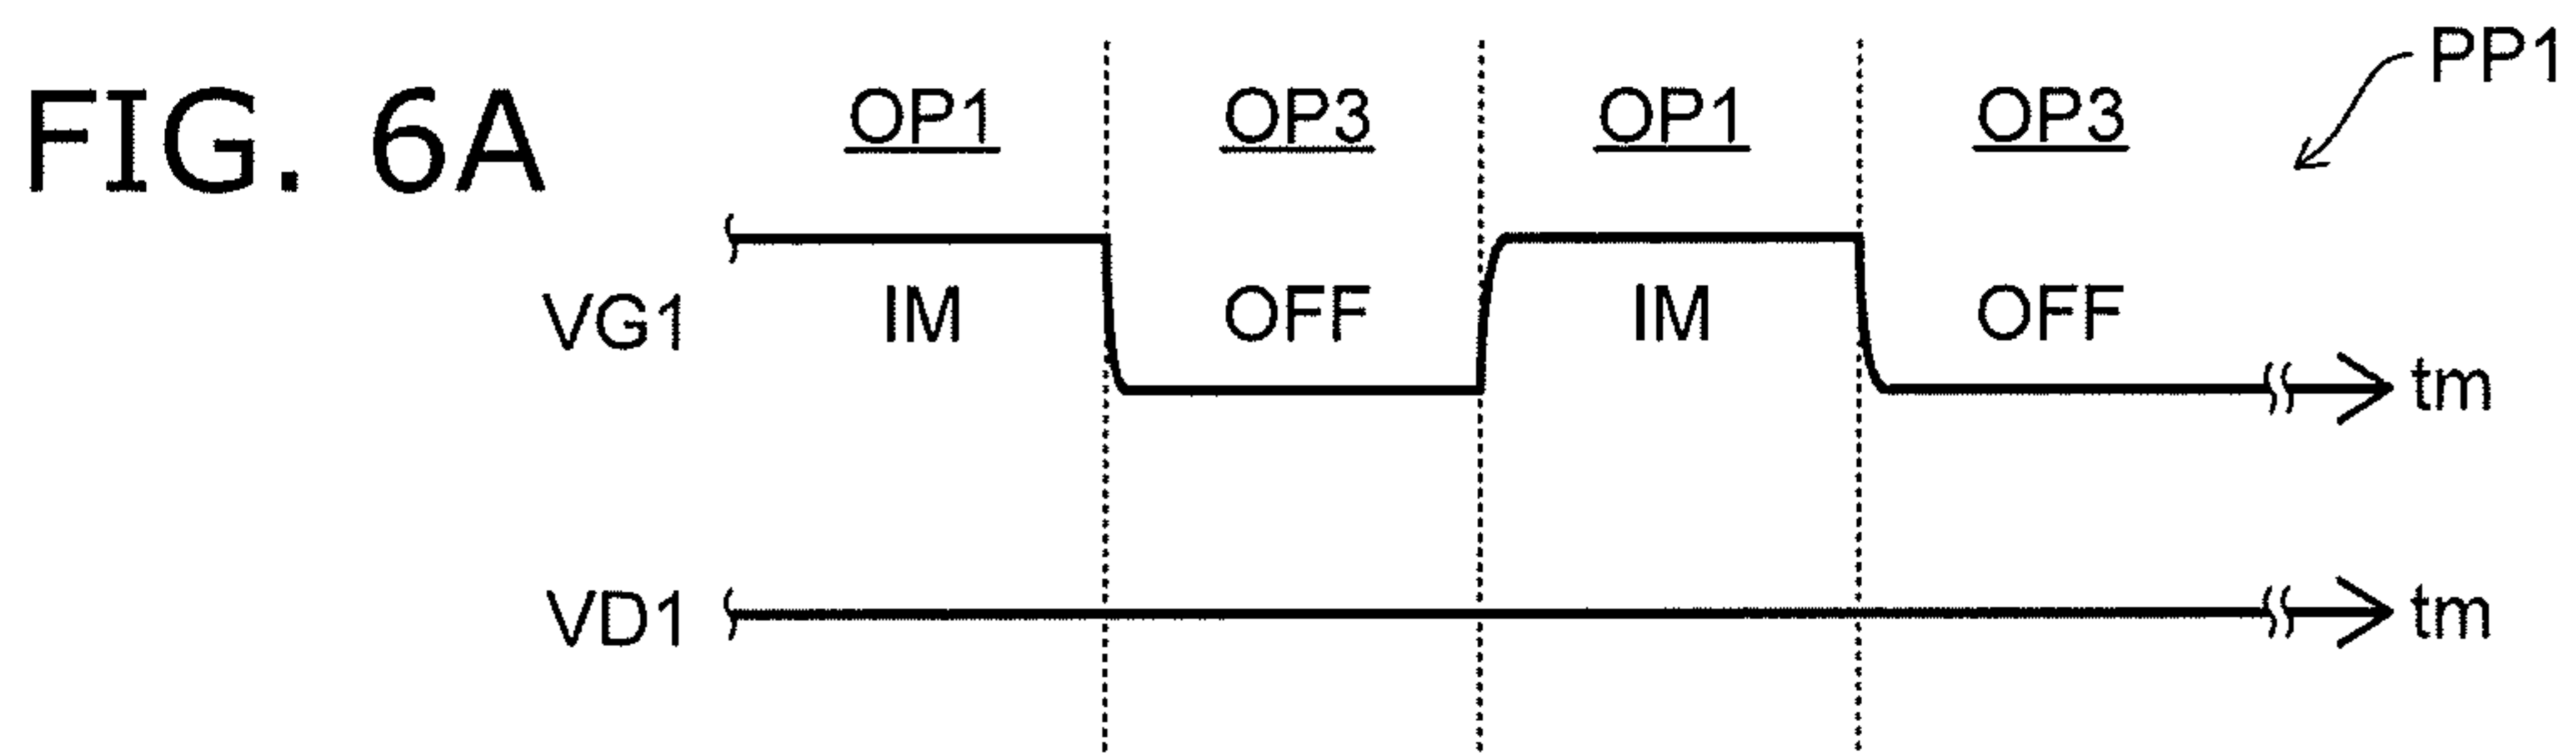 PP1
FIG. 6A
OP1 OP3 OP1 OP3
VG1 IM OFF IM OFF
tm
VD1 tm